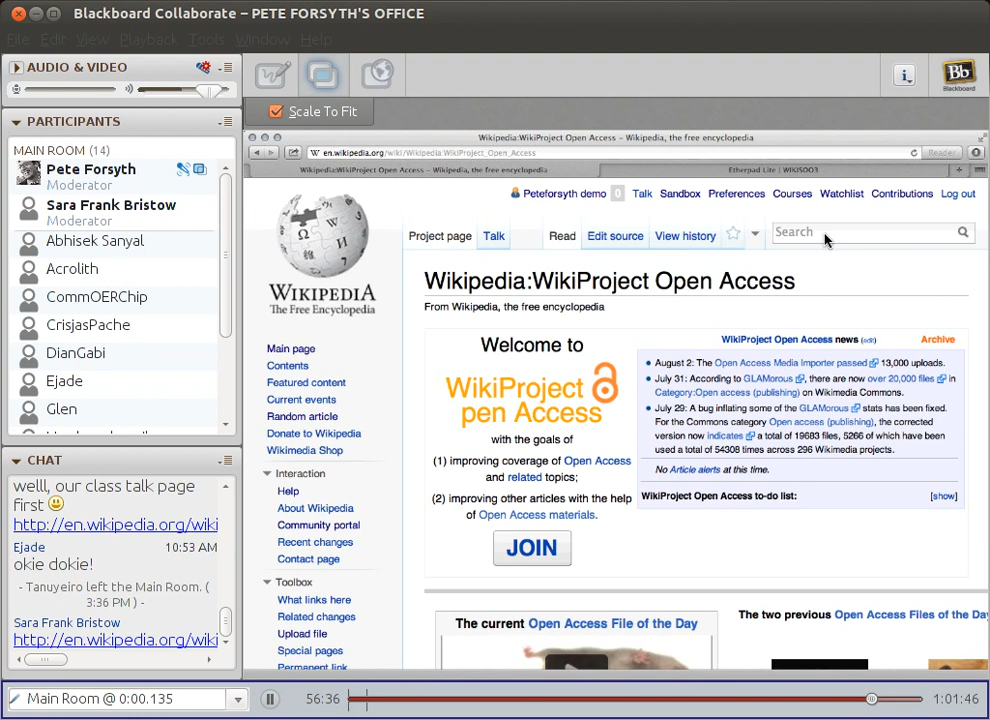 Blackboard Collaborate – PETE FORSYTH'S OFFICE
File Edit View Playback Tools Window Help
AUDIO & VIDEO
PARTICIPANTS
MAIN ROOM (14)
Pete Forsyth
Moderator
Sara Frank Bristow
Moderator
Abhisek Sanyal
Acrolith
CommOERChip
CrisjasPache
DianGabi
Ejade
Glen
CHAT
welll, our class talk page
first
http://en.wikipedia.org/wiki
Ejade 10:53 AM
okie dokie!
- Tanuyeiro left the Main Room. (
3:36 PM ) -
Sara Frank Bristow
http://en.wikipedia.org/wiki
Bb
Blackboard
Scale To Fit
Wikipedia:WikiProject Open Access – Wikipedia, the free encyclopedia
W en.wikipedia.org/wiki/Wikipedia:WikiProject_Open_Access
Reader
Wikipedia:WikiProject Open Access – Wikipedia, the free encyclopedia
Etherpad Lite | WIKISOO3
Peteforsyth demo 0 Talk Sandbox Preferences Courses Watchlist Contributions Log out
Project page Talk Read Edit source View history Search
WIKIPEDIA
The Free Encyclopedia
Main page
Contents
Featured content
Current events
Random article
Donate to Wikipedia
Wikimedia Shop
Interaction
Help
About Wikipedia
Community portal
Recent changes
Contact page
Toolbox
What links here
Related changes
Upload file
Special pages
Permanent link
Wikipedia:WikiProject Open Access
From Wikipedia, the free encyclopedia
Welcome to
WikiProject
pen Access
with the goals of
(1) improving coverage of Open Access
and related topics;
(2) improving other articles with the help
of Open Access materials.
JOIN
WikiProject Open Access news (edit) Archive
August 2: The Open Access Media Importer passed 13,000 uploads.
July 31: According to GLAMorous, there are now over 20,000 files in
Category:Open access (publishing) on Wikimedia Commons.
July 29: A bug inflating some of the GLAMorous stats has been fixed.
For the Commons category Open access (publishing), the corrected
version now indicates a total of 19683 files, 5266 of which have been
used a total of 54308 times across 296 Wikimedia projects.
No Article alerts at this time.
WikiProject Open Access to-do list: [show]
The current Open Access File of the Day
The two previous Open Access Files of the Da
Main Room @ 0:00.135
56:36
1:01:46